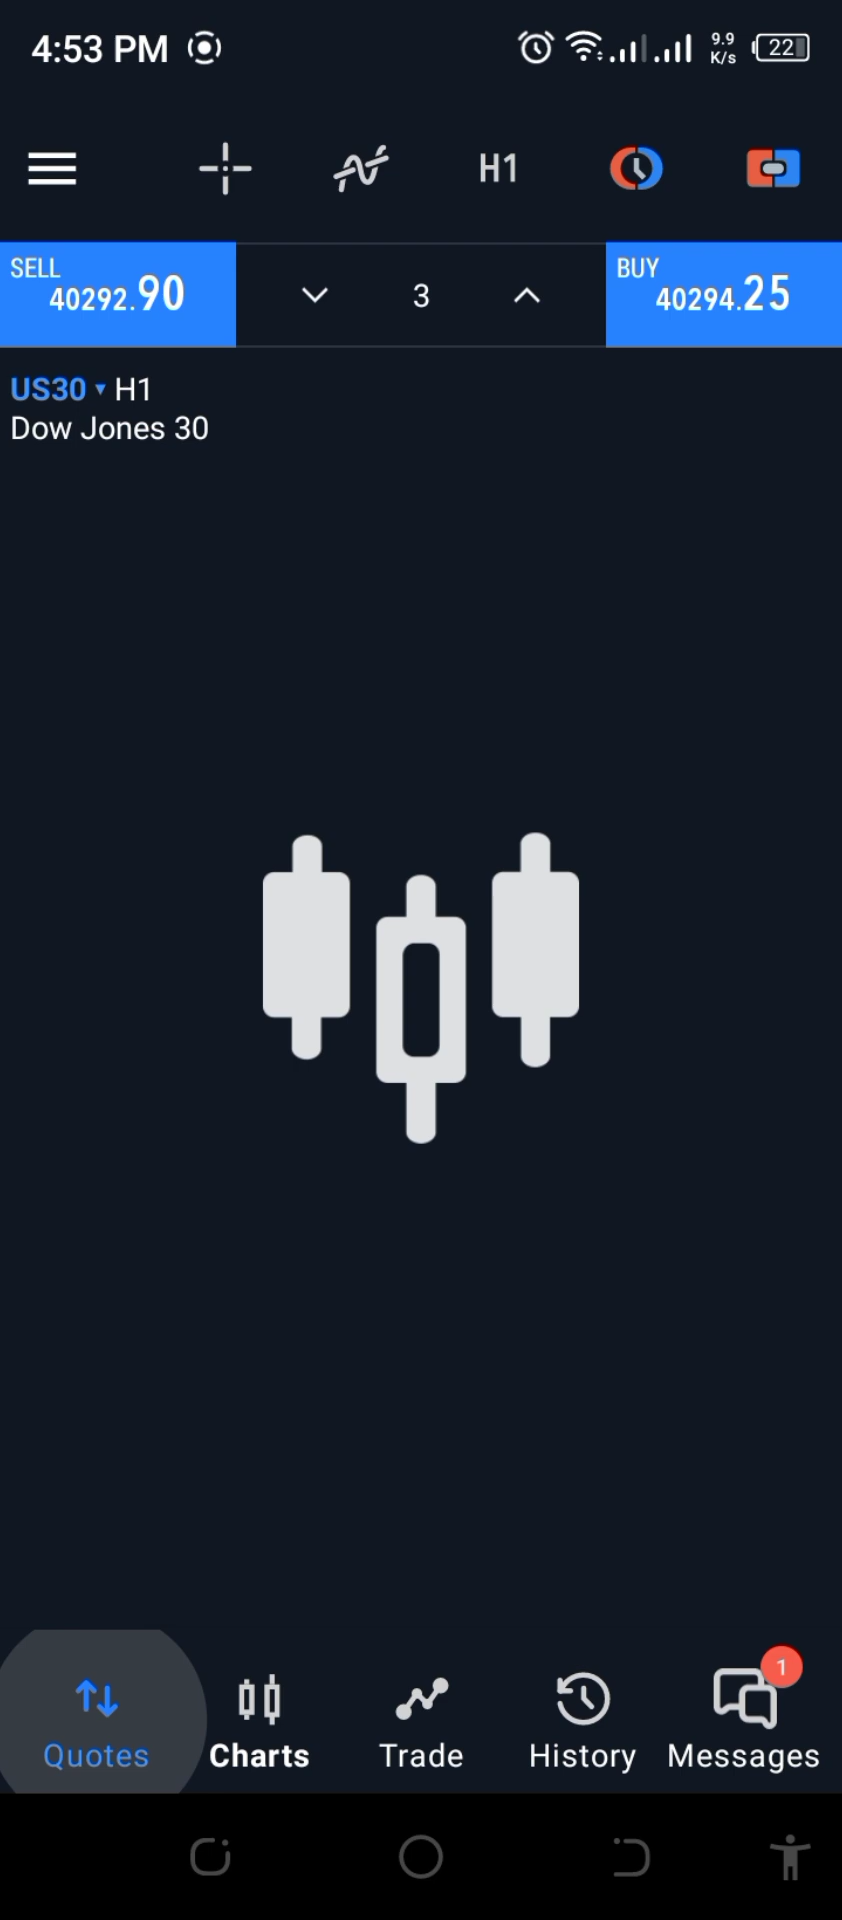 4:53 PM
9.9
K/s
22
H1
SELL
40292.90
3
BUY
40294.25
US30 ▾ H1
Dow Jones 30
1
Quotes
Charts
Trade
History
Messages